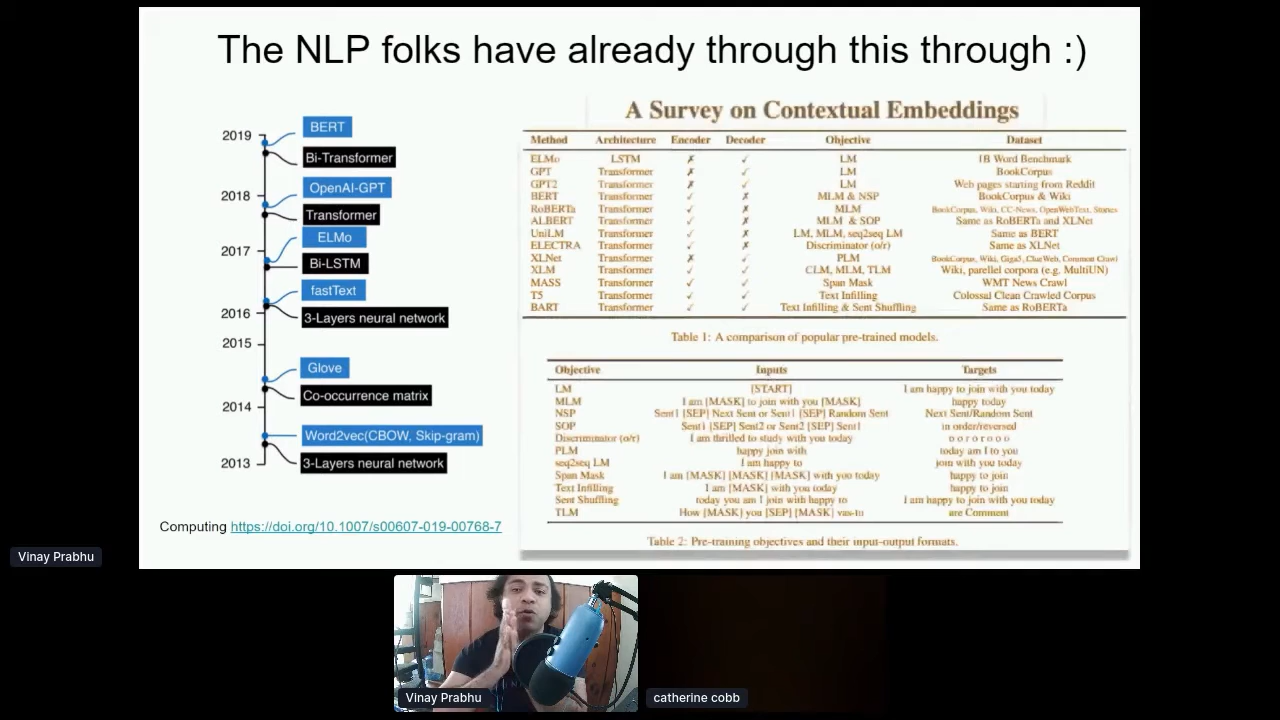 The NLP folks have already through this through :)
2019
BERT
Bi-Transformer
2018
OpenAI-GPT
Transformer
2017
ELMo
Bi-LSTM
fastText
2016
3-Layers neural network
2015
Glove
Co-occurrence matrix
2014
Word2vec(CBOW, Skip-gram)
2013
3-Layers neural network
Computing https://doi.org/10.1007/s00607-019-00768-7
A Survey on Contextual Embeddings
Method Architecture Encoder Decoder Objective Dataset
ELMo LSTM ✗ ✓ LM 1B Word Benchmark
GPT Transformer ✗ ✓ LM BookCorpus
GPT2 Transformer ✗ ✓ LM Web pages starting from Reddit
BERT Transformer ✓ ✗ MLM & NSP BookCorpus & Wiki
RoBERTa Transformer ✓ ✗ MLM BookCorpus, Wiki, CC-News, OpenWebText, Stories
ALBERT Transformer ✓ ✗ MLM & SOP Same as RoBERTa and XLNet
UniLM Transformer ✓ ✗ LM, MLM, seq2seq LM Same as BERT
ELECTRA Transformer ✓ ✗ Discriminator (o/r) Same as XLNet
XLNet Transformer ✗ ✓ PLM BookCorpus, Wiki, Giga5, ClueWeb, Common Crawl
XLM Transformer ✓ ✓ CLM, MLM, TLM Wiki, parellel corpora (e.g. MultiUN)
MASS Transformer ✓ ✓ Span Mask WMT News Crawl
T5 Transformer ✓ ✓ Text Infilling Colossal Clean Crawled Corpus
BART Transformer ✓ ✓ Text Infilling & Sent Shuffling Same as RoBERTa
Table 1: A comparison of popular pre-trained models.
Objective Inputs Targets
LM [START] I am happy to join with you today
MLM I am [MASK] to join with you [MASK] happy today
NSP Sent1 [SEP] Next Sent or Sent1 [SEP] Random Sent Next Sent/Random Sent
SOP Sent1 [SEP] Sent2 or Sent2 [SEP] Sent1 in order/reversed
Discriminator (o/r) I am thrilled to study with you today o o r o r o o o
PLM happy join with today am I to you
seq2seq LM I am happy to join with you today
Span Mask I am [MASK] [MASK] [MASK] with you today happy to join
Text Infilling I am [MASK] with you today happy to join
Sent Shuffling today you am I join with happy to I am happy to join with you today
TLM How [MASK] you [SEP] [MASK] vas-tu are Comment
Table 2: Pre-training objectives and their input-output formats.
Vinay Prabhu
Vinay Prabhu
catherine cobb